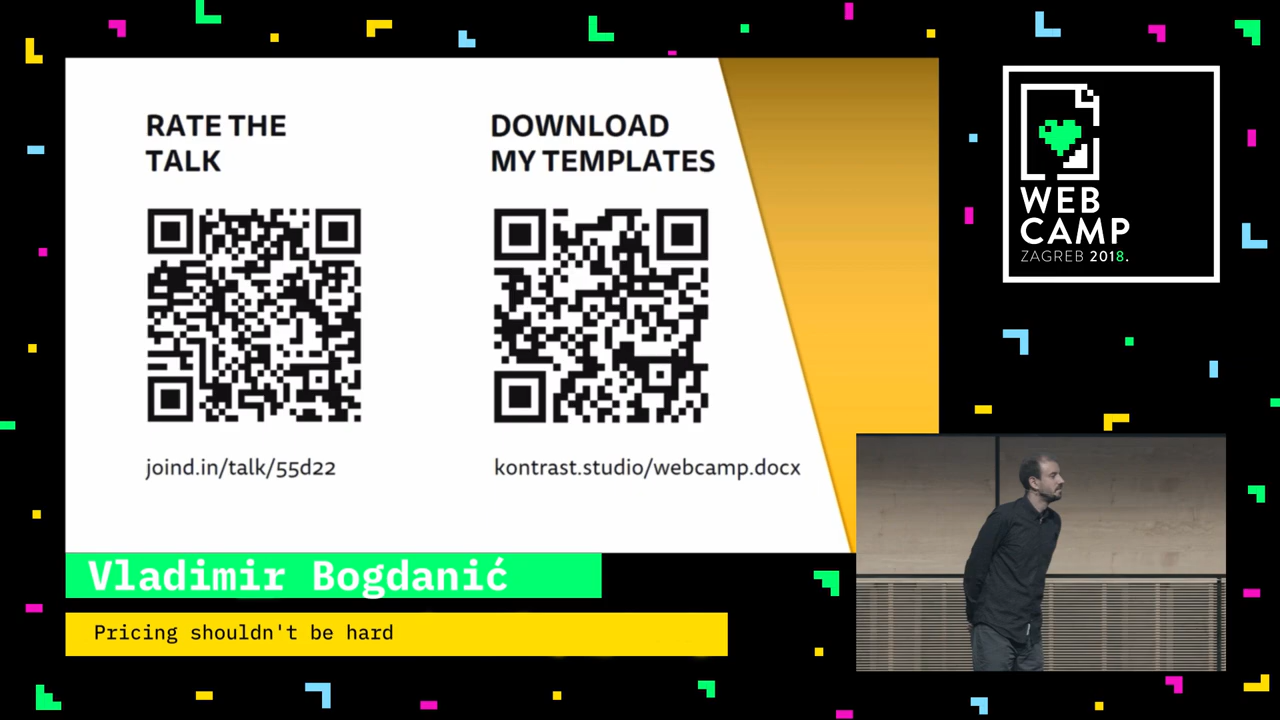 RATE THE
TALK
DOWNLOAD
MY TEMPLATES
joind.in/talk/55d22
kontrast.studio/webcamp.docx
WEB
CAMP
ZAGREB 2018.
Vladimir Bogdanić
Pricing shouldn't be hard